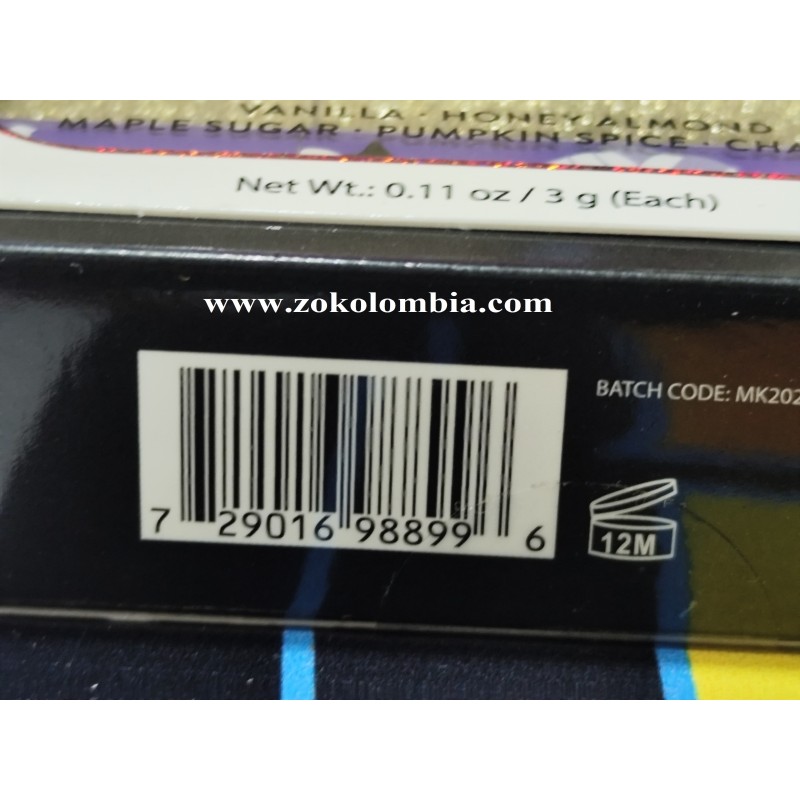 VANILLA · HONEY ALMOND
MAPLE SUGAR · PUMPKIN SPICE · CHA
Net Wt.: 0.11 oz / 3 g (Each)
www.zokolombia.com
BATCH CODE: MK202
7 29016 98899 6
12M